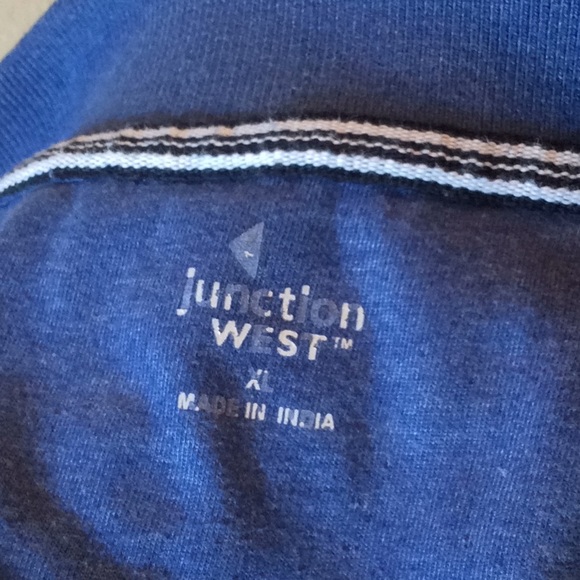 junction
WEST™
XL
MADE IN INDIA